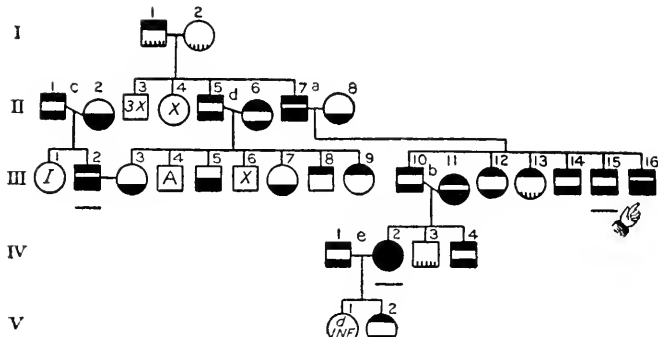 I 1 2
1 c 2 3 4 5 d 6 7 a 8
II 3X X
1 2 3 4 5 6 7 8 9 10 11 12 13 14 15 16
III I A X b
1 e 2 3 4
IV
1 2
V d INF